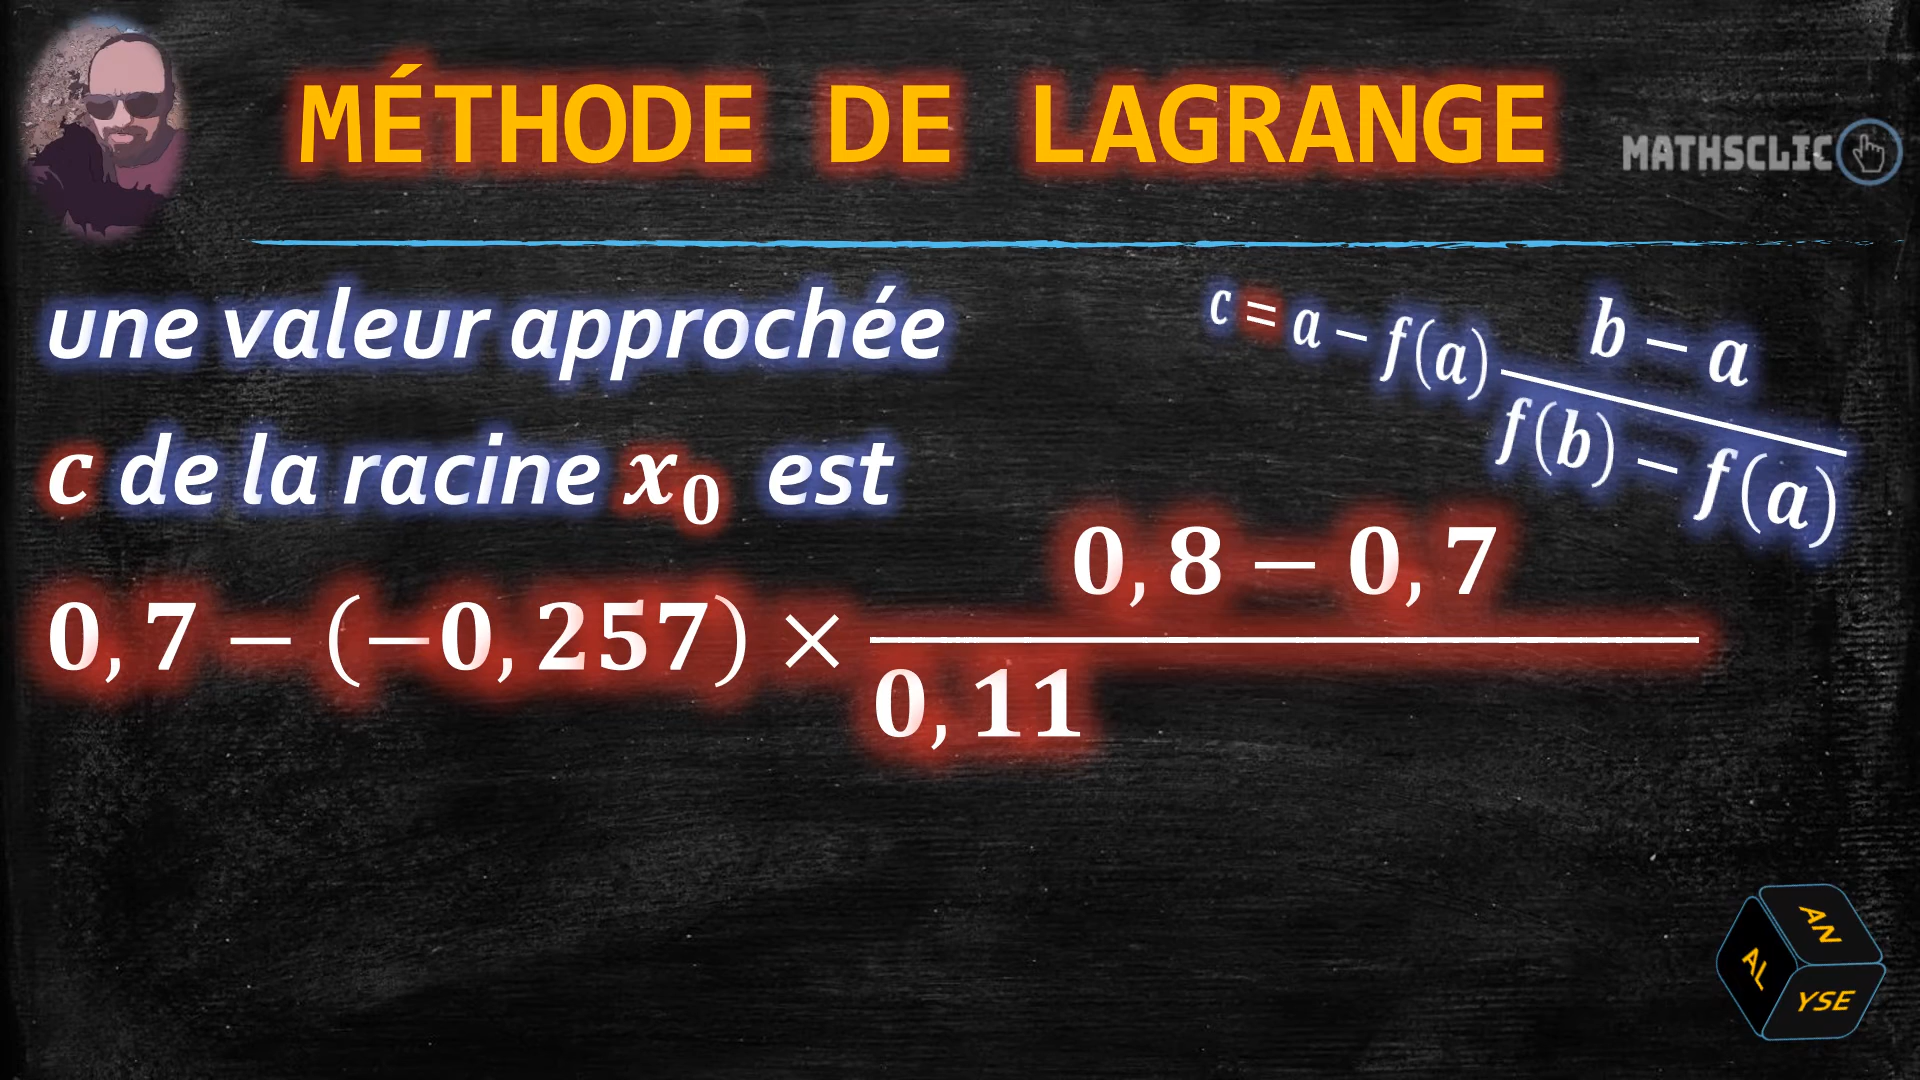 MÉTHODE DE LAGRANGE
MATHSCLIC
une valeur approchée
c de la racine x₀ est
c = a − f(a) (b − a)/(f(b) − f(a))
0,7 − (−0,257) × (0,8 − 0,7)/(0,11)
AN
AL
YSE